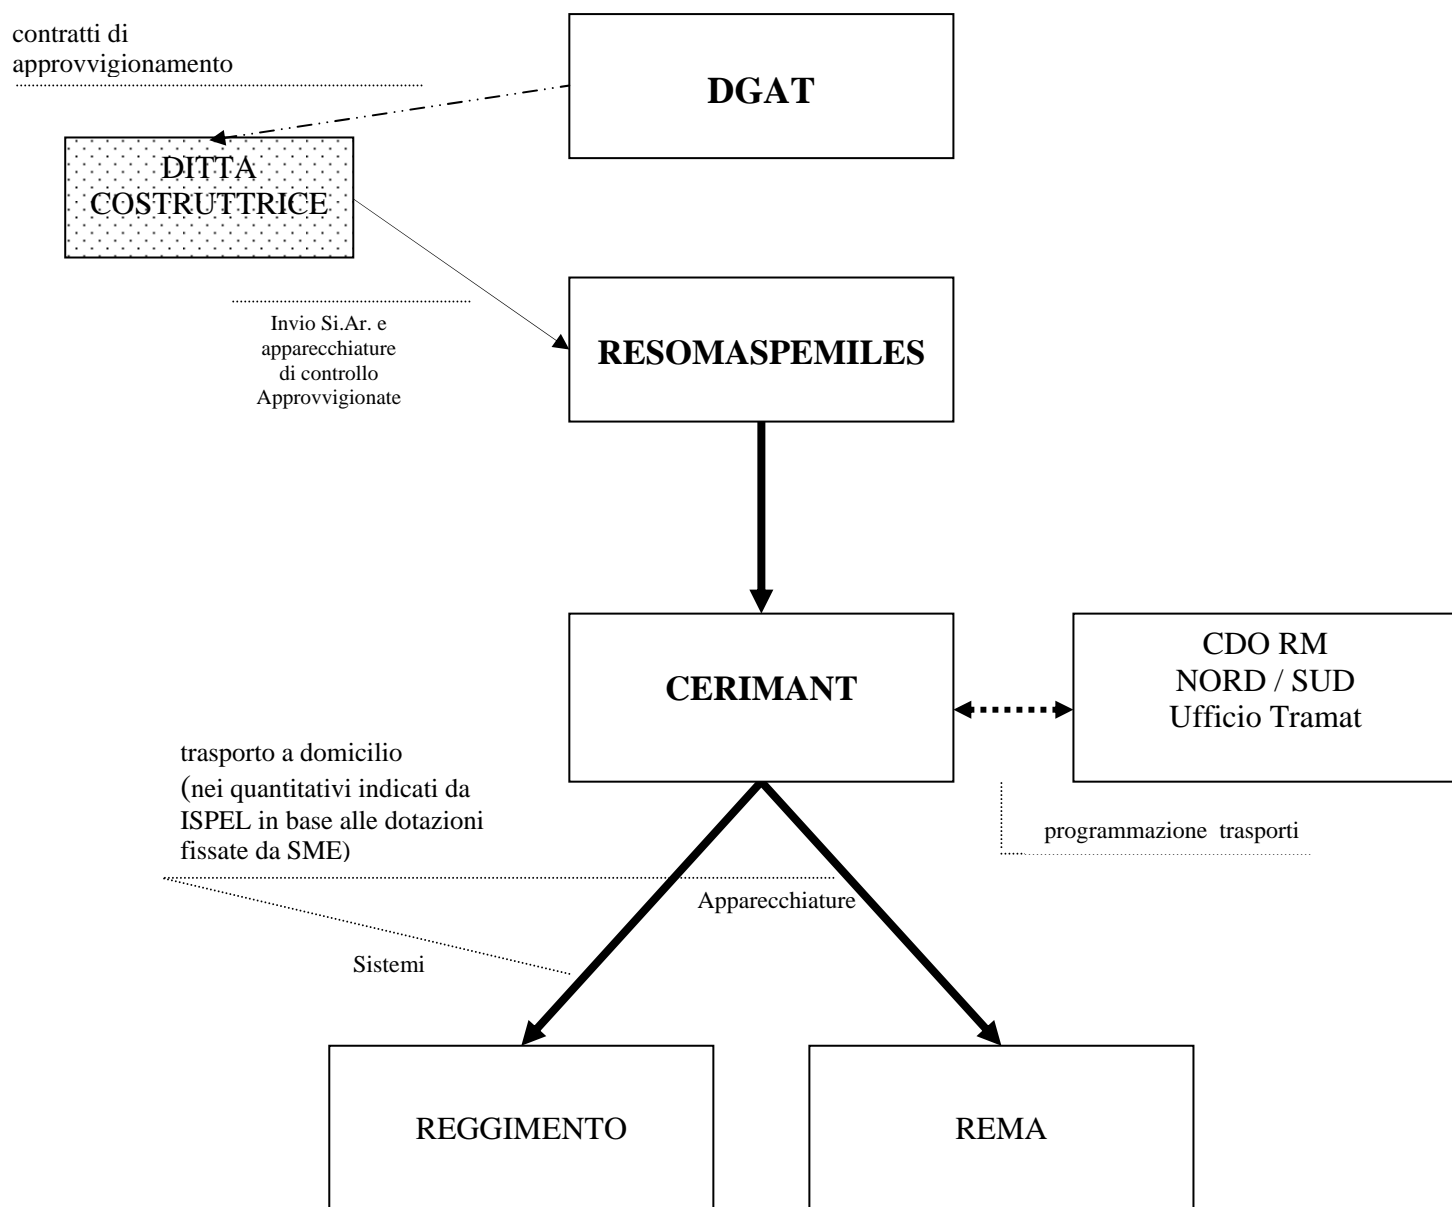 contratti di
approvvigionamento
DGAT
DITTA
COSTRUTTRICE
Invio Si.Ar. e
apparecchiature
di controllo
Approvvigionate
RESOMASPEMILES
CERIMANT
CDO RM
NORD / SUD
Ufficio Tramat
trasporto a domicilio
(nei quantitativi indicati da
ISPEL in base alle dotazioni
fissate da SME)
programmazione trasporti
Apparecchiature
Sistemi
REGGIMENTO
REMA